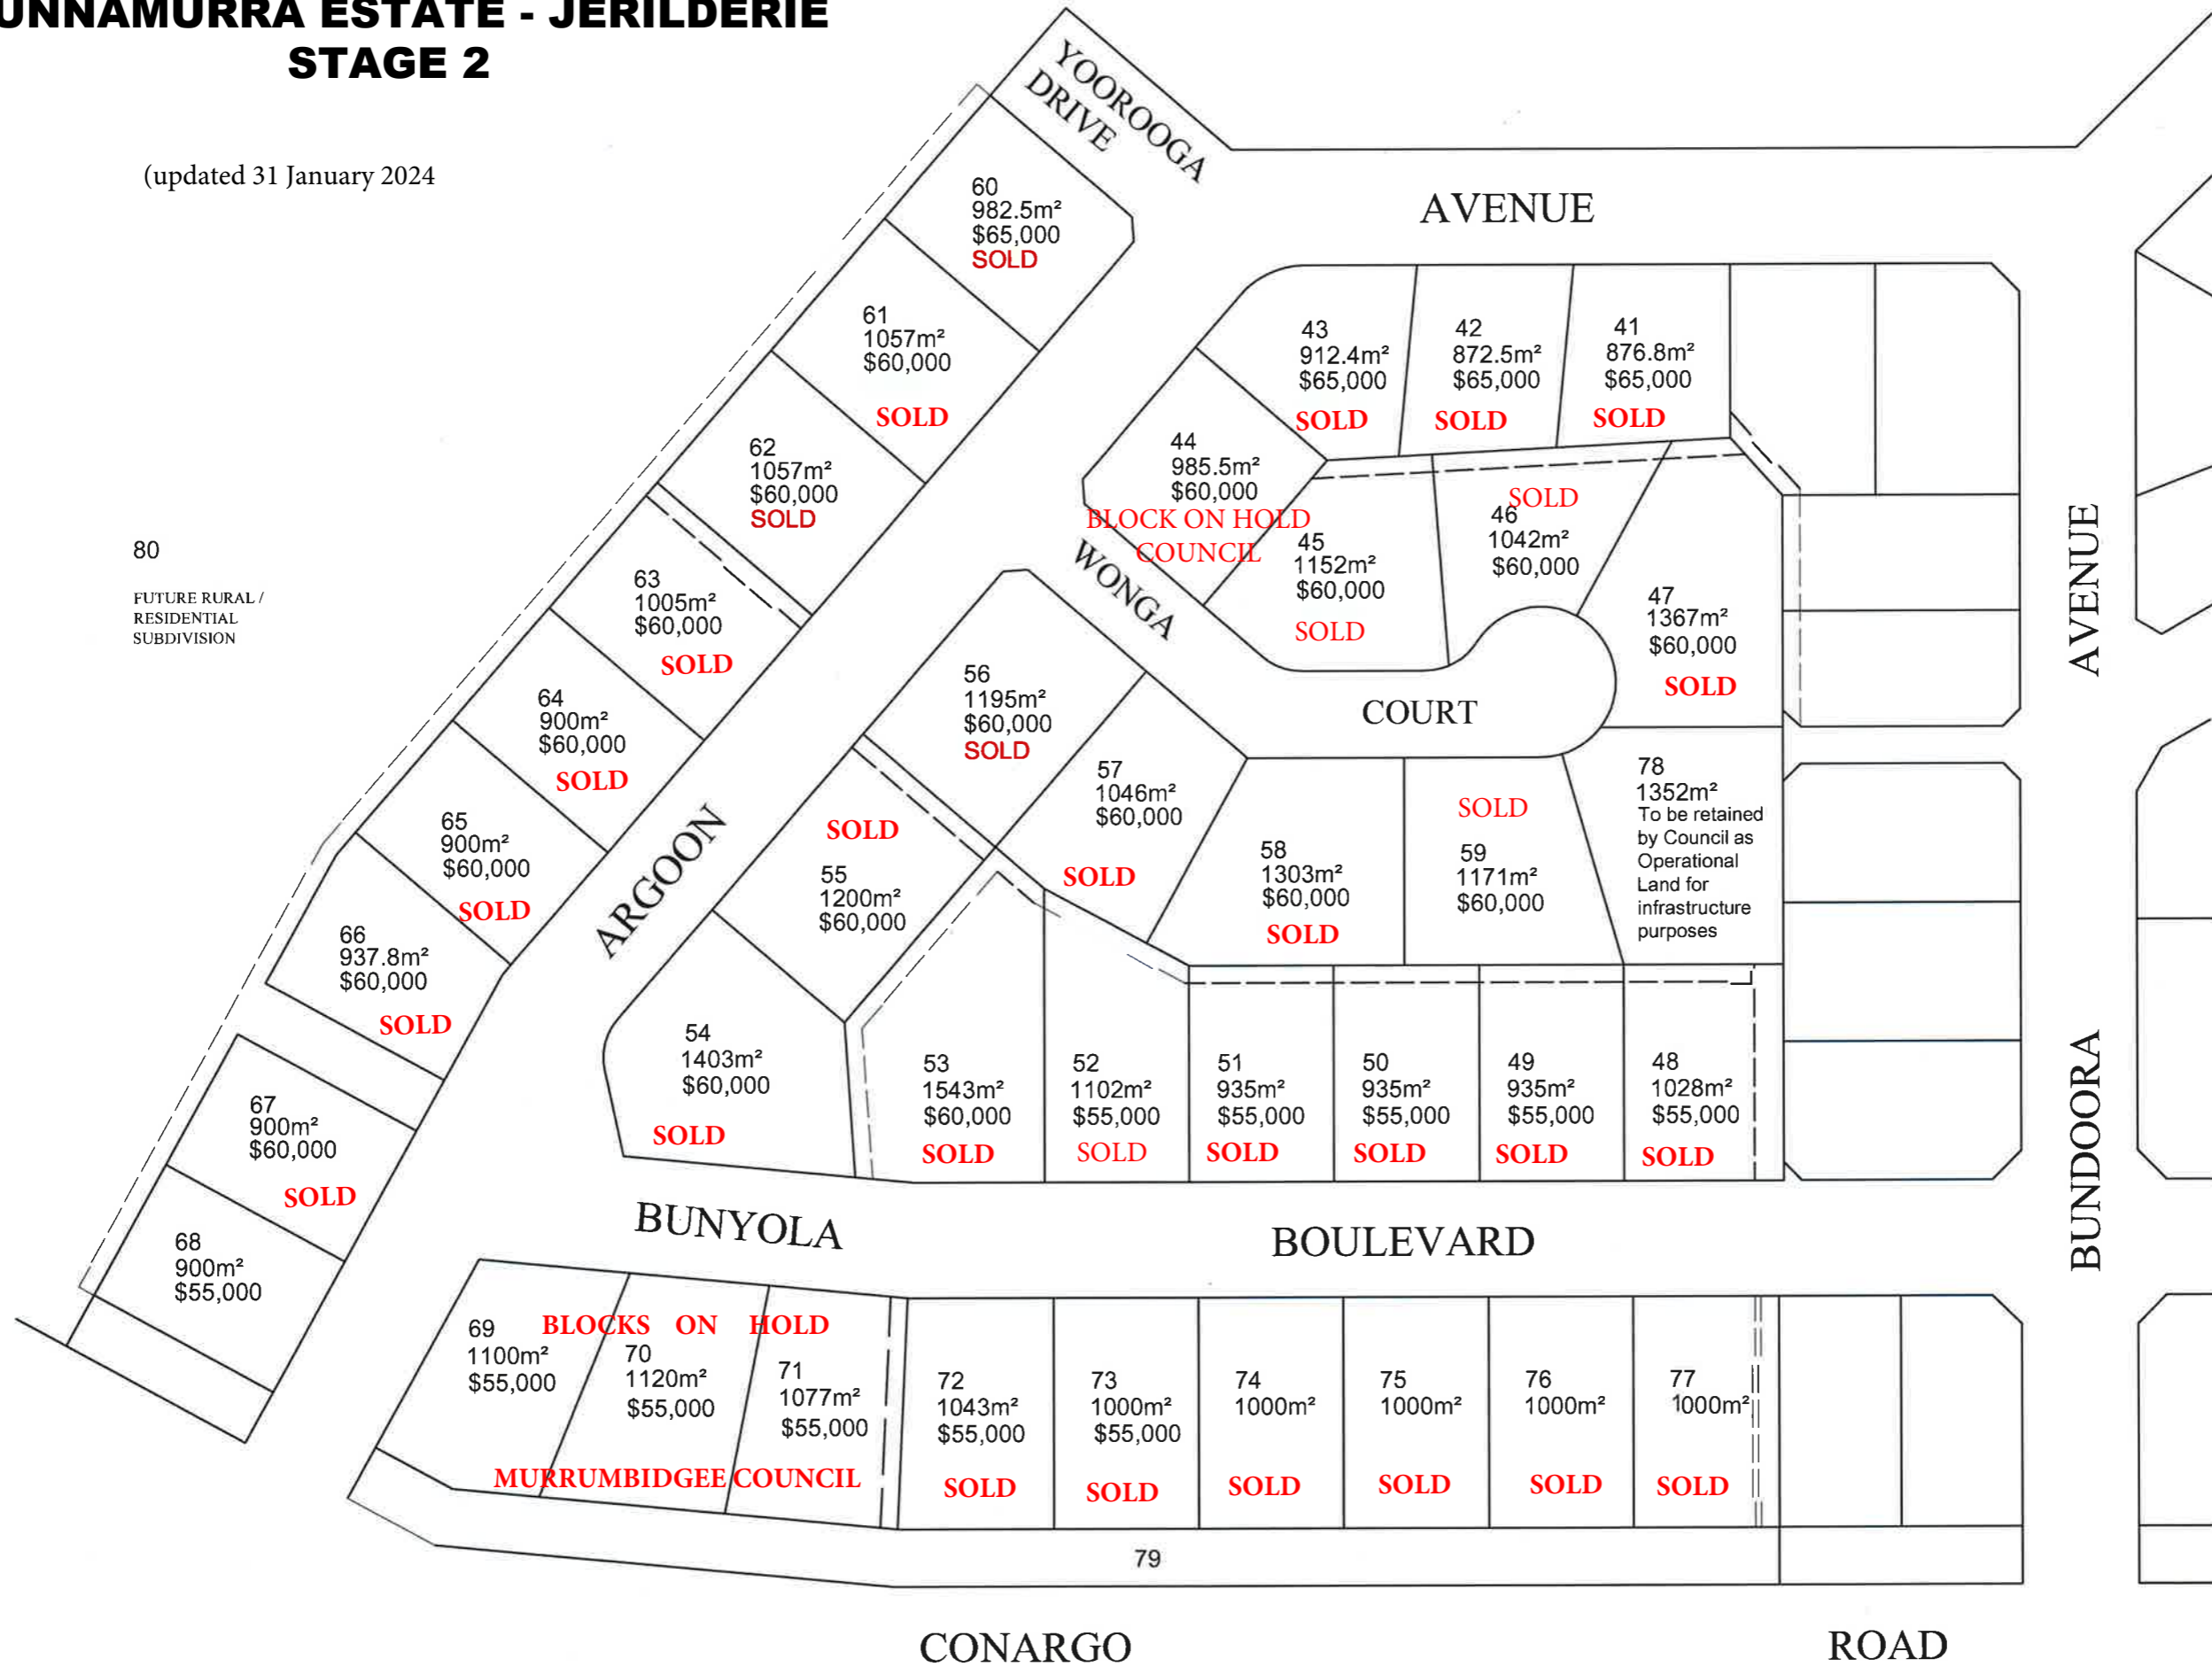 UNNAMURRA ESTATE - JERILDERIE
STAGE 2
(updated 31 January 2024
YOOROOGA
DRIVE
AVENUE
60
982.5m²
$65,000
SOLD
61
1057m²
$60,000
SOLD
62
1057m²
$60,000
SOLD
63
1005m²
$60,000
SOLD
64
900m²
$60,000
SOLD
65
900m²
$60,000
SOLD
66
937.8m²
$60,000
SOLD
67
900m²
$60,000
SOLD
68
900m²
$55,000
80
FUTURE RURAL /
RESIDENTIAL
SUBDIVISION
43
912.4m²
$65,000
SOLD
42
872.5m²
$65,000
SOLD
41
876.8m²
$65,000
SOLD
44
985.5m²
$60,000
BLOCK ON HOLD
COUNCIL
45
1152m²
$60,000
SOLD
SOLD
46
1042m²
$60,000
47
1367m²
$60,000
SOLD
WONGA
COURT
AVENUE
BUNDOORA
ARGOON
56
1195m²
$60,000
SOLD
57
1046m²
$60,000
SOLD
58
1303m²
$60,000
SOLD
SOLD
59
1171m²
$60,000
78
1352m²
To be retained
by Council as
Operational
Land for
infrastructure
purposes
SOLD
55
1200m²
$60,000
54
1403m²
$60,000
SOLD
53
1543m²
$60,000
SOLD
52
1102m²
$55,000
SOLD
51
935m²
$55,000
SOLD
50
935m²
$55,000
SOLD
49
935m²
$55,000
SOLD
48
1028m²
$55,000
SOLD
BUNYOLA
BOULEVARD
BLOCKS ON HOLD
69
1100m²
$55,000
70
1120m²
$55,000
71
1077m²
$55,000
MURRUMBIDGEE COUNCIL
72
1043m²
$55,000
SOLD
73
1000m²
$55,000
SOLD
74
1000m²
SOLD
75
1000m²
SOLD
76
1000m²
SOLD
77
1000m²
SOLD
79
CONARGO
ROAD